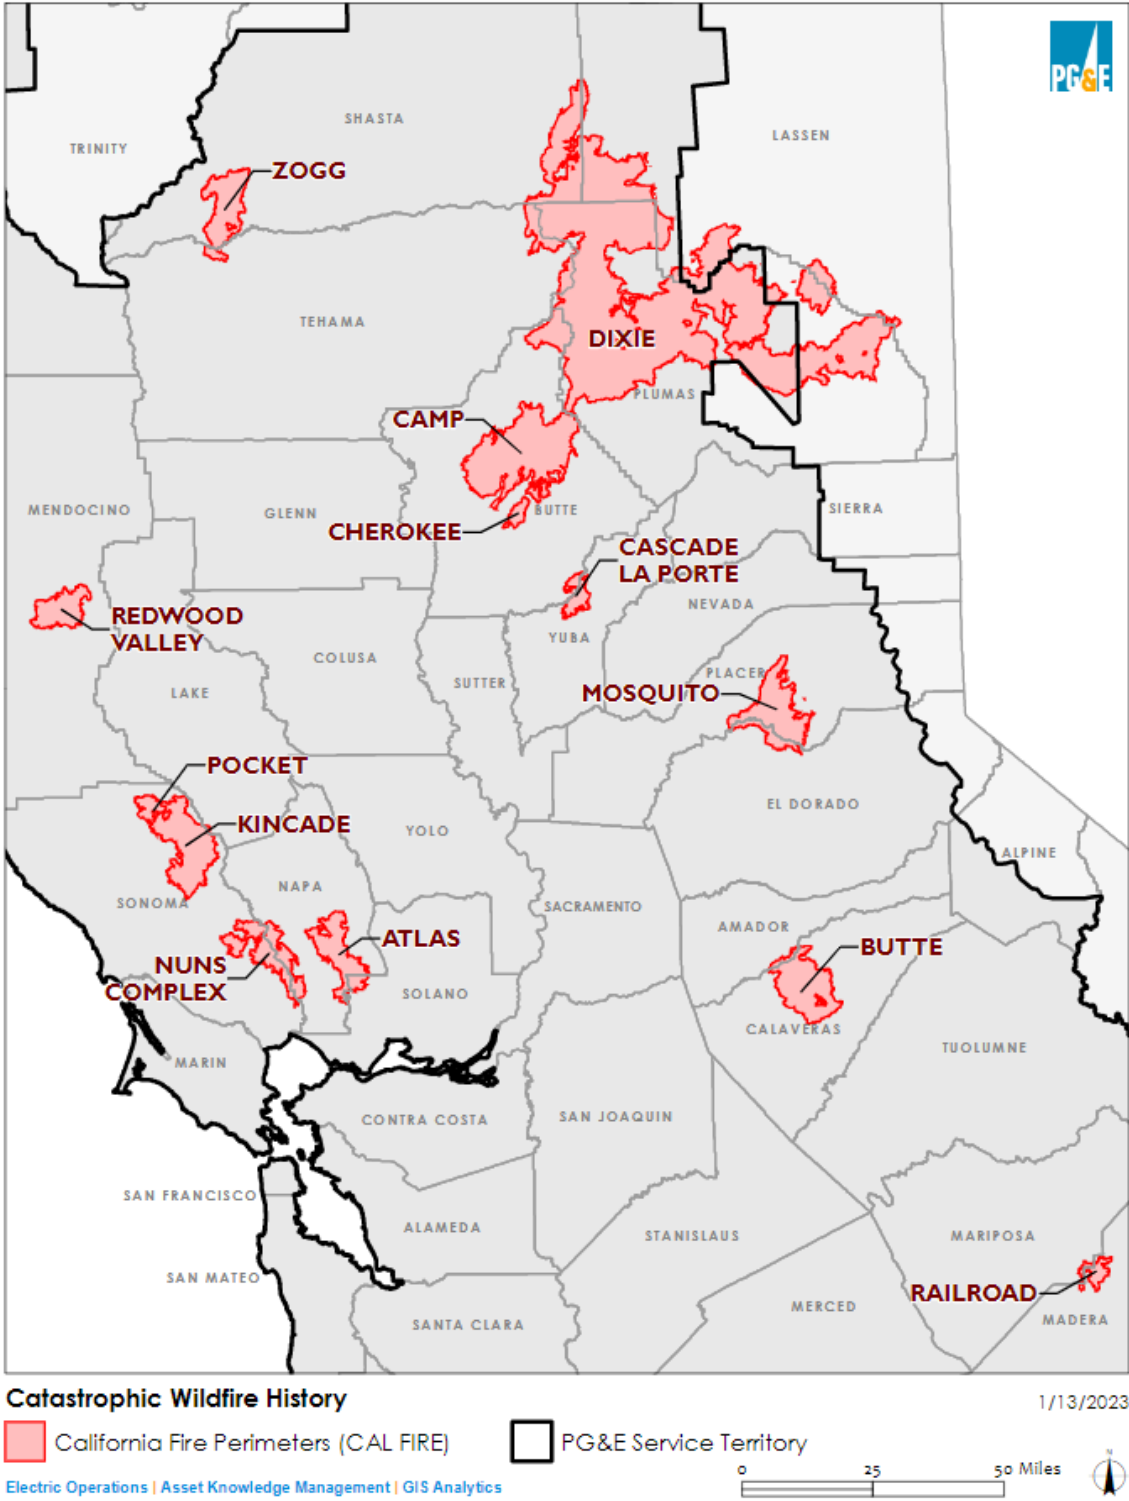 PG&E
SHASTA
TRINITY
LASSEN
ZOGG
TEHAMA
DIXIE
PLUMAS
CAMP
MENDOCINO
GLENN
BUTTE
SIERRA
CHEROKEE
CASCADE
LA PORTE
NEVADA
REDWOOD
VALLEY
YUBA
COLUSA
PLACER
SUTTER
LAKE
MOSQUITO
POCKET
KINCADE
YOLO
EL DORADO
ALPINE
NAPA
SONOMA
SACRAMENTO
AMADOR
ATLAS
BUTTE
NUNS
COMPLEX
SOLANO
CALAVERAS
TUOLUMNE
MARIN
CONTRA COSTA
SAN JOAQUIN
SAN FRANCISCO
ALAMEDA
STANISLAUS
MARIPOSA
SAN MATEO
RAILROAD
MERCED
SANTA CLARA
MADERA
Catastrophic Wildfire History
1/13/2023
California Fire Perimeters (CAL FIRE)
PG&E Service Territory
0 25 50 Miles
N
Electric Operations | Asset Knowledge Management | GIS Analytics